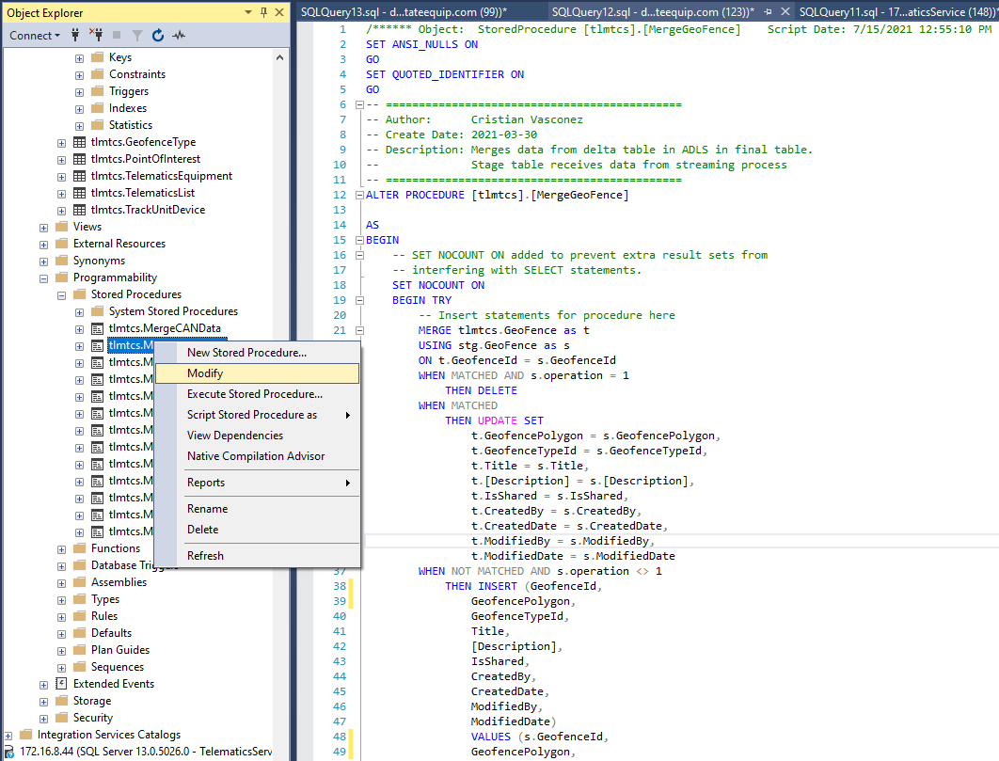 Object Explorer
Connect
Keys
Constraints
Triggers
Indexes
Statistics
tlmtcs.GeofenceType
tlmtcs.PointOfInterest
tlmtcs.TelematicsEquipment
tlmtcs.TelematicsList
tlmtcs.TrackUnitDevice
Views
External Resources
Synonyms
Programmability
Stored Procedures
System Stored Procedures
tlmtcs.MergeCANData
tlmtcs.M
tlmtcs.M
tlmtcs.M
tlmtcs.M
tlmtcs.M
tlmtcs.M
tlmtcs.M
tlmtcs.M
tlmtcs.M
tlmtcs.M
tlmtcs.M
tlmtcs.M
Functions
Database Triggers
Assemblies
Types
Rules
Defaults
Plan Guides
Sequences
Extended Events
Storage
Security
Integration Services Catalogs
172.16.8.44 (SQL Server 13.0.5026.0 - TelematicsServ
New Stored Procedure...
Modify
Execute Stored Procedure...
Script Stored Procedure as
View Dependencies
Native Compilation Advisor
Reports
Rename
Delete
Refresh
SQLQuery13.sql - d...tateequip.com (99))* SQLQuery12.sql - d...teequip.com (123))* SQLQuery11.sql - 17...aticsService (148))*
1 /****** Object:  StoredProcedure [tlmtcs].[MergeGeoFence]    Script Date: 7/15/2021 12:55:10 PM
2 SET ANSI_NULLS ON
3 GO
4 SET QUOTED_IDENTIFIER ON
5 GO
6 -- =============================================
7 -- Author:      Cristian Vasconez
8 -- Create Date: 2021-03-30
9 -- Description: Merges data from delta table in ADLS in final table.
10 --              Stage table receives data from streaming process
11 -- =============================================
12 ALTER PROCEDURE [tlmtcs].[MergeGeoFence]
13
14 AS
15 BEGIN
16 -- SET NOCOUNT ON added to prevent extra result sets from
17 -- interfering with SELECT statements.
18 SET NOCOUNT ON
19 BEGIN TRY
20 -- Insert statements for procedure here
21 MERGE tlmtcs.GeoFence as t
USING stg.GeoFence as s
ON t.GeofenceId = s.GeofenceId
WHEN MATCHED AND s.operation = 1
THEN DELETE
WHEN MATCHED
THEN UPDATE SET
t.GeofencePolygon = s.GeofencePolygon,
t.GeofenceTypeId = s.GeofenceTypeId,
t.Title = s.Title,
t.[Description] = s.[Description],
t.IsShared = s.IsShared,
t.CreatedBy = s.CreatedBy,
t.CreatedDate = s.CreatedDate,
t.ModifiedBy = s.ModifiedBy,
t.ModifiedDate = s.ModifiedDate
37 WHEN NOT MATCHED AND s.operation <> 1
38 THEN INSERT (GeofenceId,
39 GeofencePolygon,
40 GeofenceTypeId,
41 Title,
42 [Description],
43 IsShared,
44 CreatedBy,
45 CreatedDate,
46 ModifiedBy,
47 ModifiedDate)
48 VALUES (s.GeofenceId,
49 GeofencePolygon,